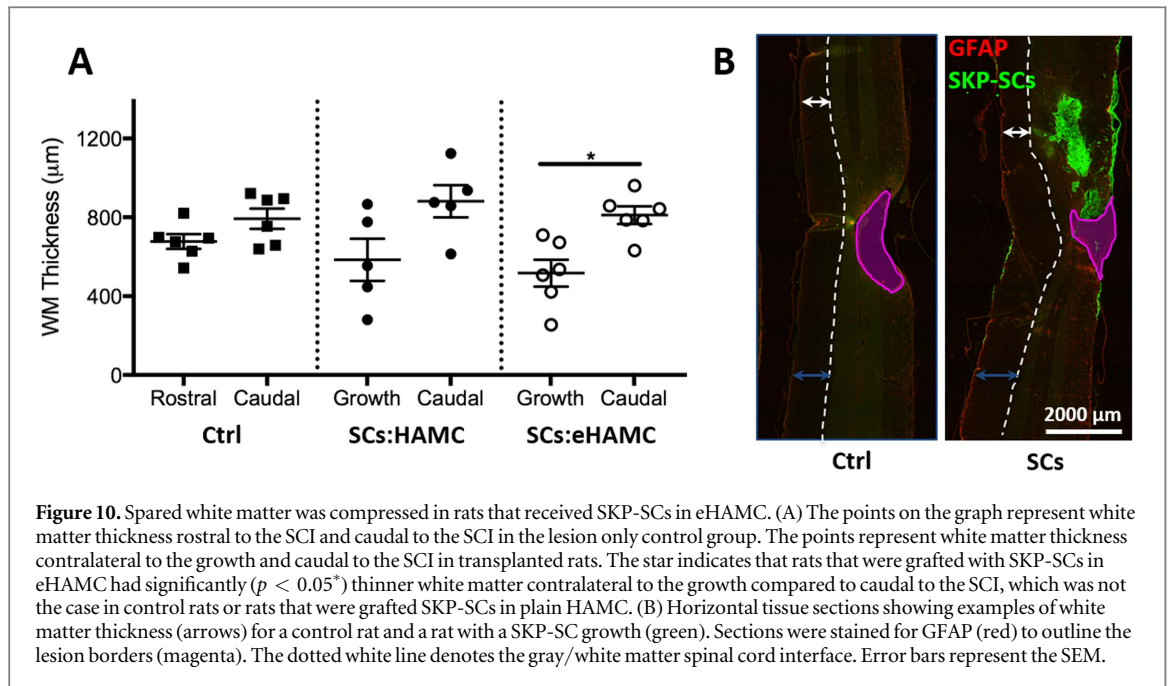 A
B
WM Thickness (µm)
1200
800
400
0
*
Rostral Caudal Growth Caudal Growth Caudal
Ctrl SCs:HAMC SCs:eHAMC
GFAP
SKP-SCs
2000 µm
Ctrl SCs
Figure 10. Spared white matter was compressed in rats that received SKP-SCs in eHAMC. (A) The points on the graph represent white
matter thickness rostral to the SCI and caudal to the SCI in the lesion only control group. The points represent white matter thickness
contralateral to the growth and caudal to the SCI in transplanted rats. The star indicates that rats that were grafted with SKP-SCs in
eHAMC had significantly (p < 0.05*) thinner white matter contralateral to the growth compared to caudal to the SCI, which was not
the case in control rats or rats that were grafted SKP-SCs in plain HAMC. (B) Horizontal tissue sections showing examples of white
matter thickness (arrows) for a control rat and a rat with a SKP-SC growth (green). Sections were stained for GFAP (red) to outline the
lesion borders (magenta). The dotted white line denotes the gray/white matter spinal cord interface. Error bars represent the SEM.